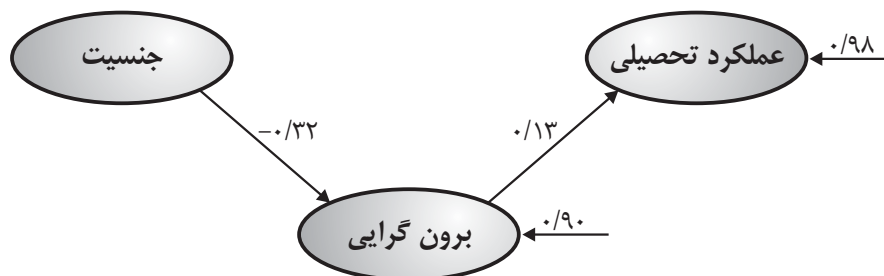 جنسیت
عملکرد تحصیلی
۰/۹۸
−۰/۳۲
۰/۱۳
برون گرایی
۰/۹۰